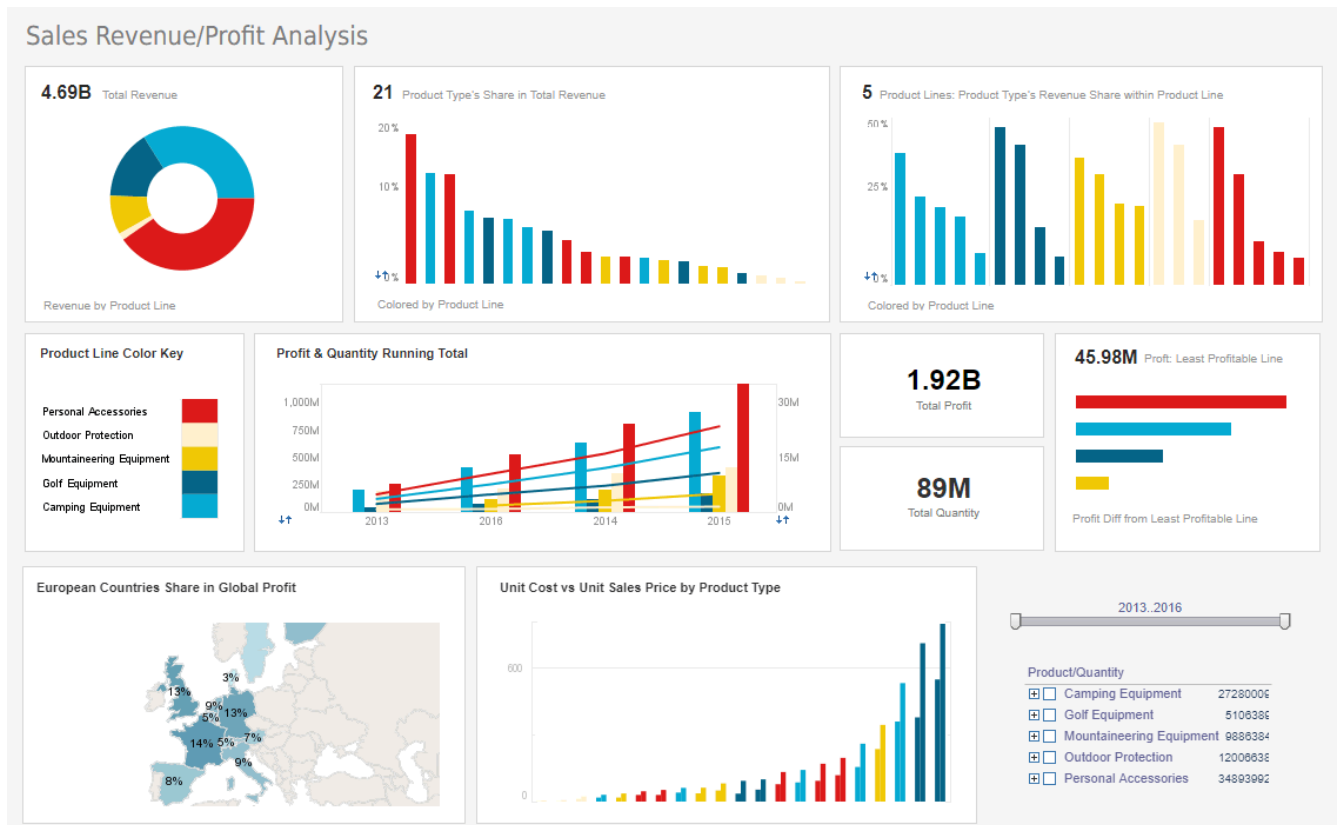 Sales Revenue/Profit Analysis
4.69B Total Revenue
Revenue by Product Line
21 Product Type's Share in Total Revenue
20%
10%
0%
Colored by Product Line
5 Product Lines: Product Type's Revenue Share within Product Line
50%
25%
0%
Colored by Product Line
Product Line Color Key
Personal Accessories
Outdoor Protection
Mountaineering Equipment
Golf Equipment
Camping Equipment
Profit & Quantity Running Total
1,000M 30M
750M
500M 15M
250M
0M 0M
2013 2016 2014 2015
1.92B
Total Profit
89M
Total Quantity
45.98M Proft: Least Profitable Line
Profit Diff from Least Profitable Line
European Countries Share in Global Profit
3%
13%
9%
5% 13%
14% 5% 7%
9%
8%
Unit Cost vs Unit Sales Price by Product Type
600
0
2013..2016
Product/Quantity
Camping Equipment 2728000
Golf Equipment 510638
Mountaineering Equipment 9886384
Outdoor Protection 1200663
Personal Accessories 34893992